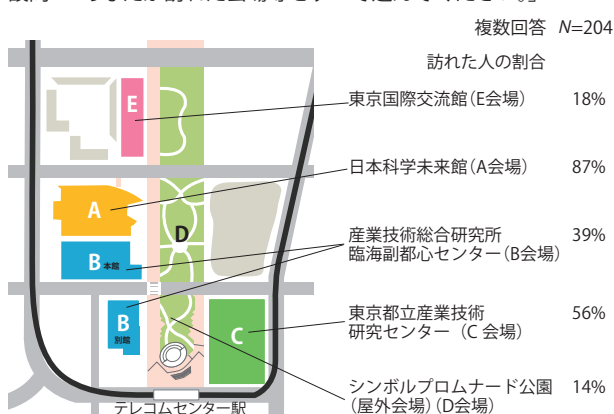 複数回答 N=204
訪れた人の割合
東京国際交流館(E会場) 18%
日本科学未来館(A会場) 87%
産業技術総合研究所 39%
臨海副都心センター(B会場)
東京都立産業技術 56%
研究センター（C 会場）
シンボルプロムナード公園 14%
(屋外会場)(D会場)
E
A
D
B 本館
B
別館
C
テレコムセンター駅